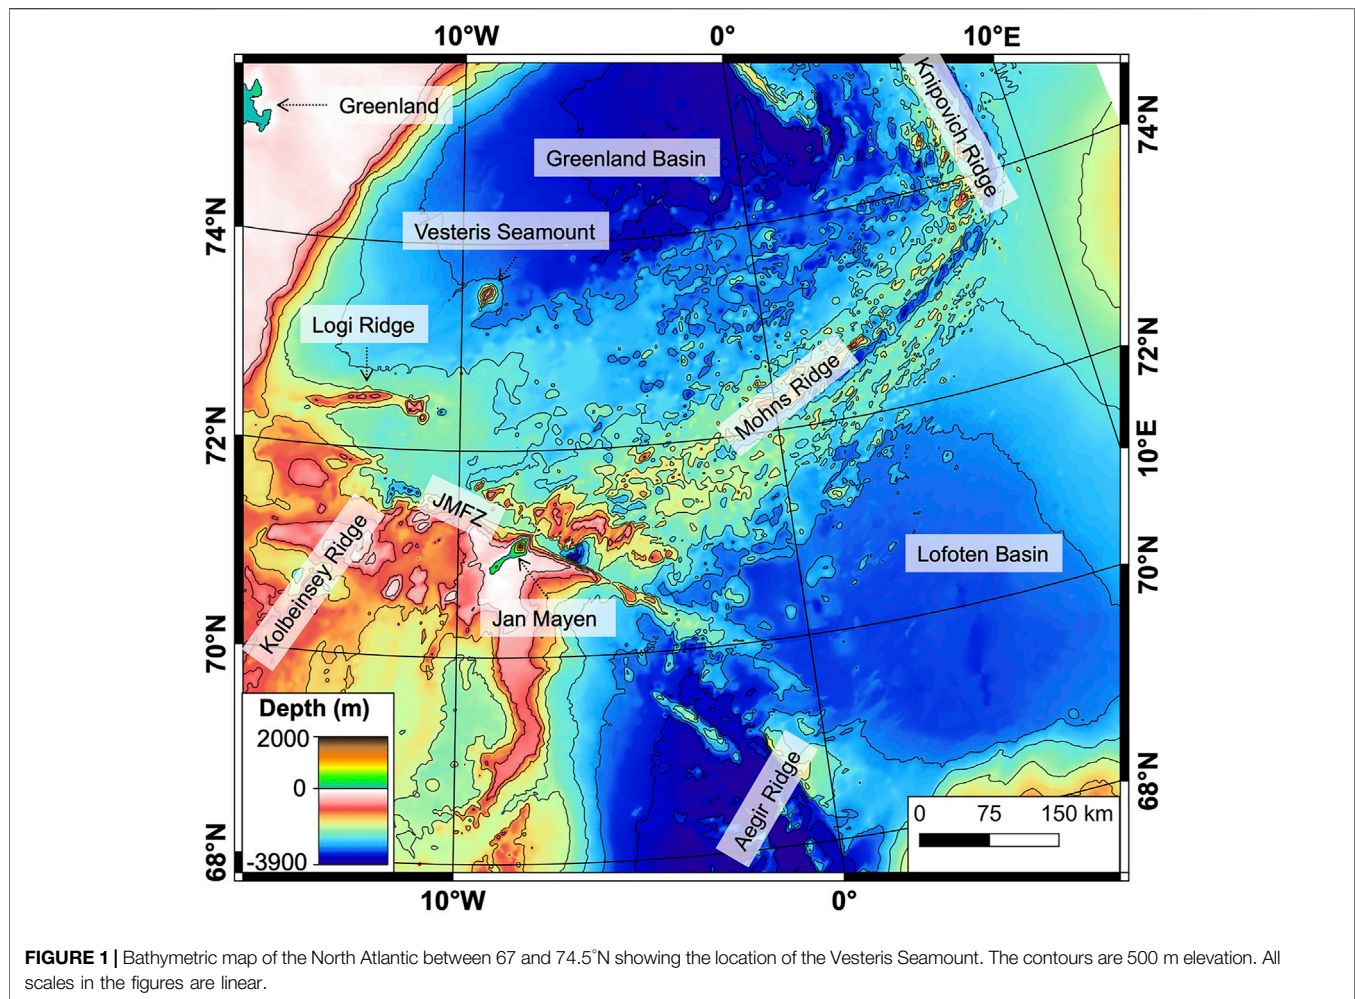 10°W 0° 10°E
Greenland
Knipovich Ridge
74°N
Greenland Basin
Vesteris Seamount
74°N
Logi Ridge
72°N
Mohns Ridge
72°N
10°E
JMFZ
Kolbeinsey Ridge
Lofoten Basin
70°N
Jan Mayen
70°N
Depth (m)
2000
0
-3900
Aegir Ridge
68°N
0 75 150 km
68°N
10°W 0°
FIGURE 1 | Bathymetric map of the North Atlantic between 67 and 74.5°N showing the location of the Vesteris Seamount. The contours are 500 m elevation. All
scales in the figures are linear.